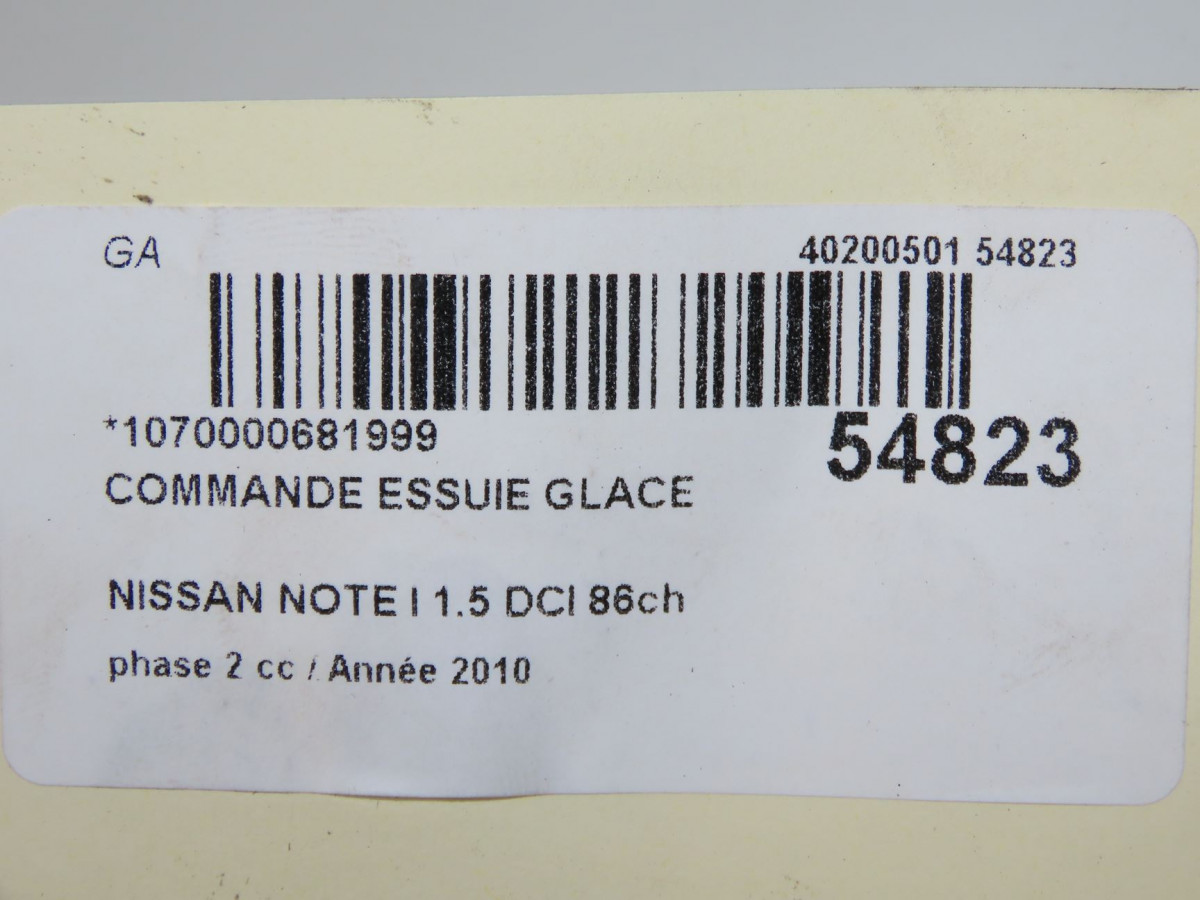 GA 40200501 54823
*1070000681999 54823
COMMANDE ESSUIE GLACE
NISSAN NOTE I 1.5 DCI 86ch
phase 2 cc / Année 2010